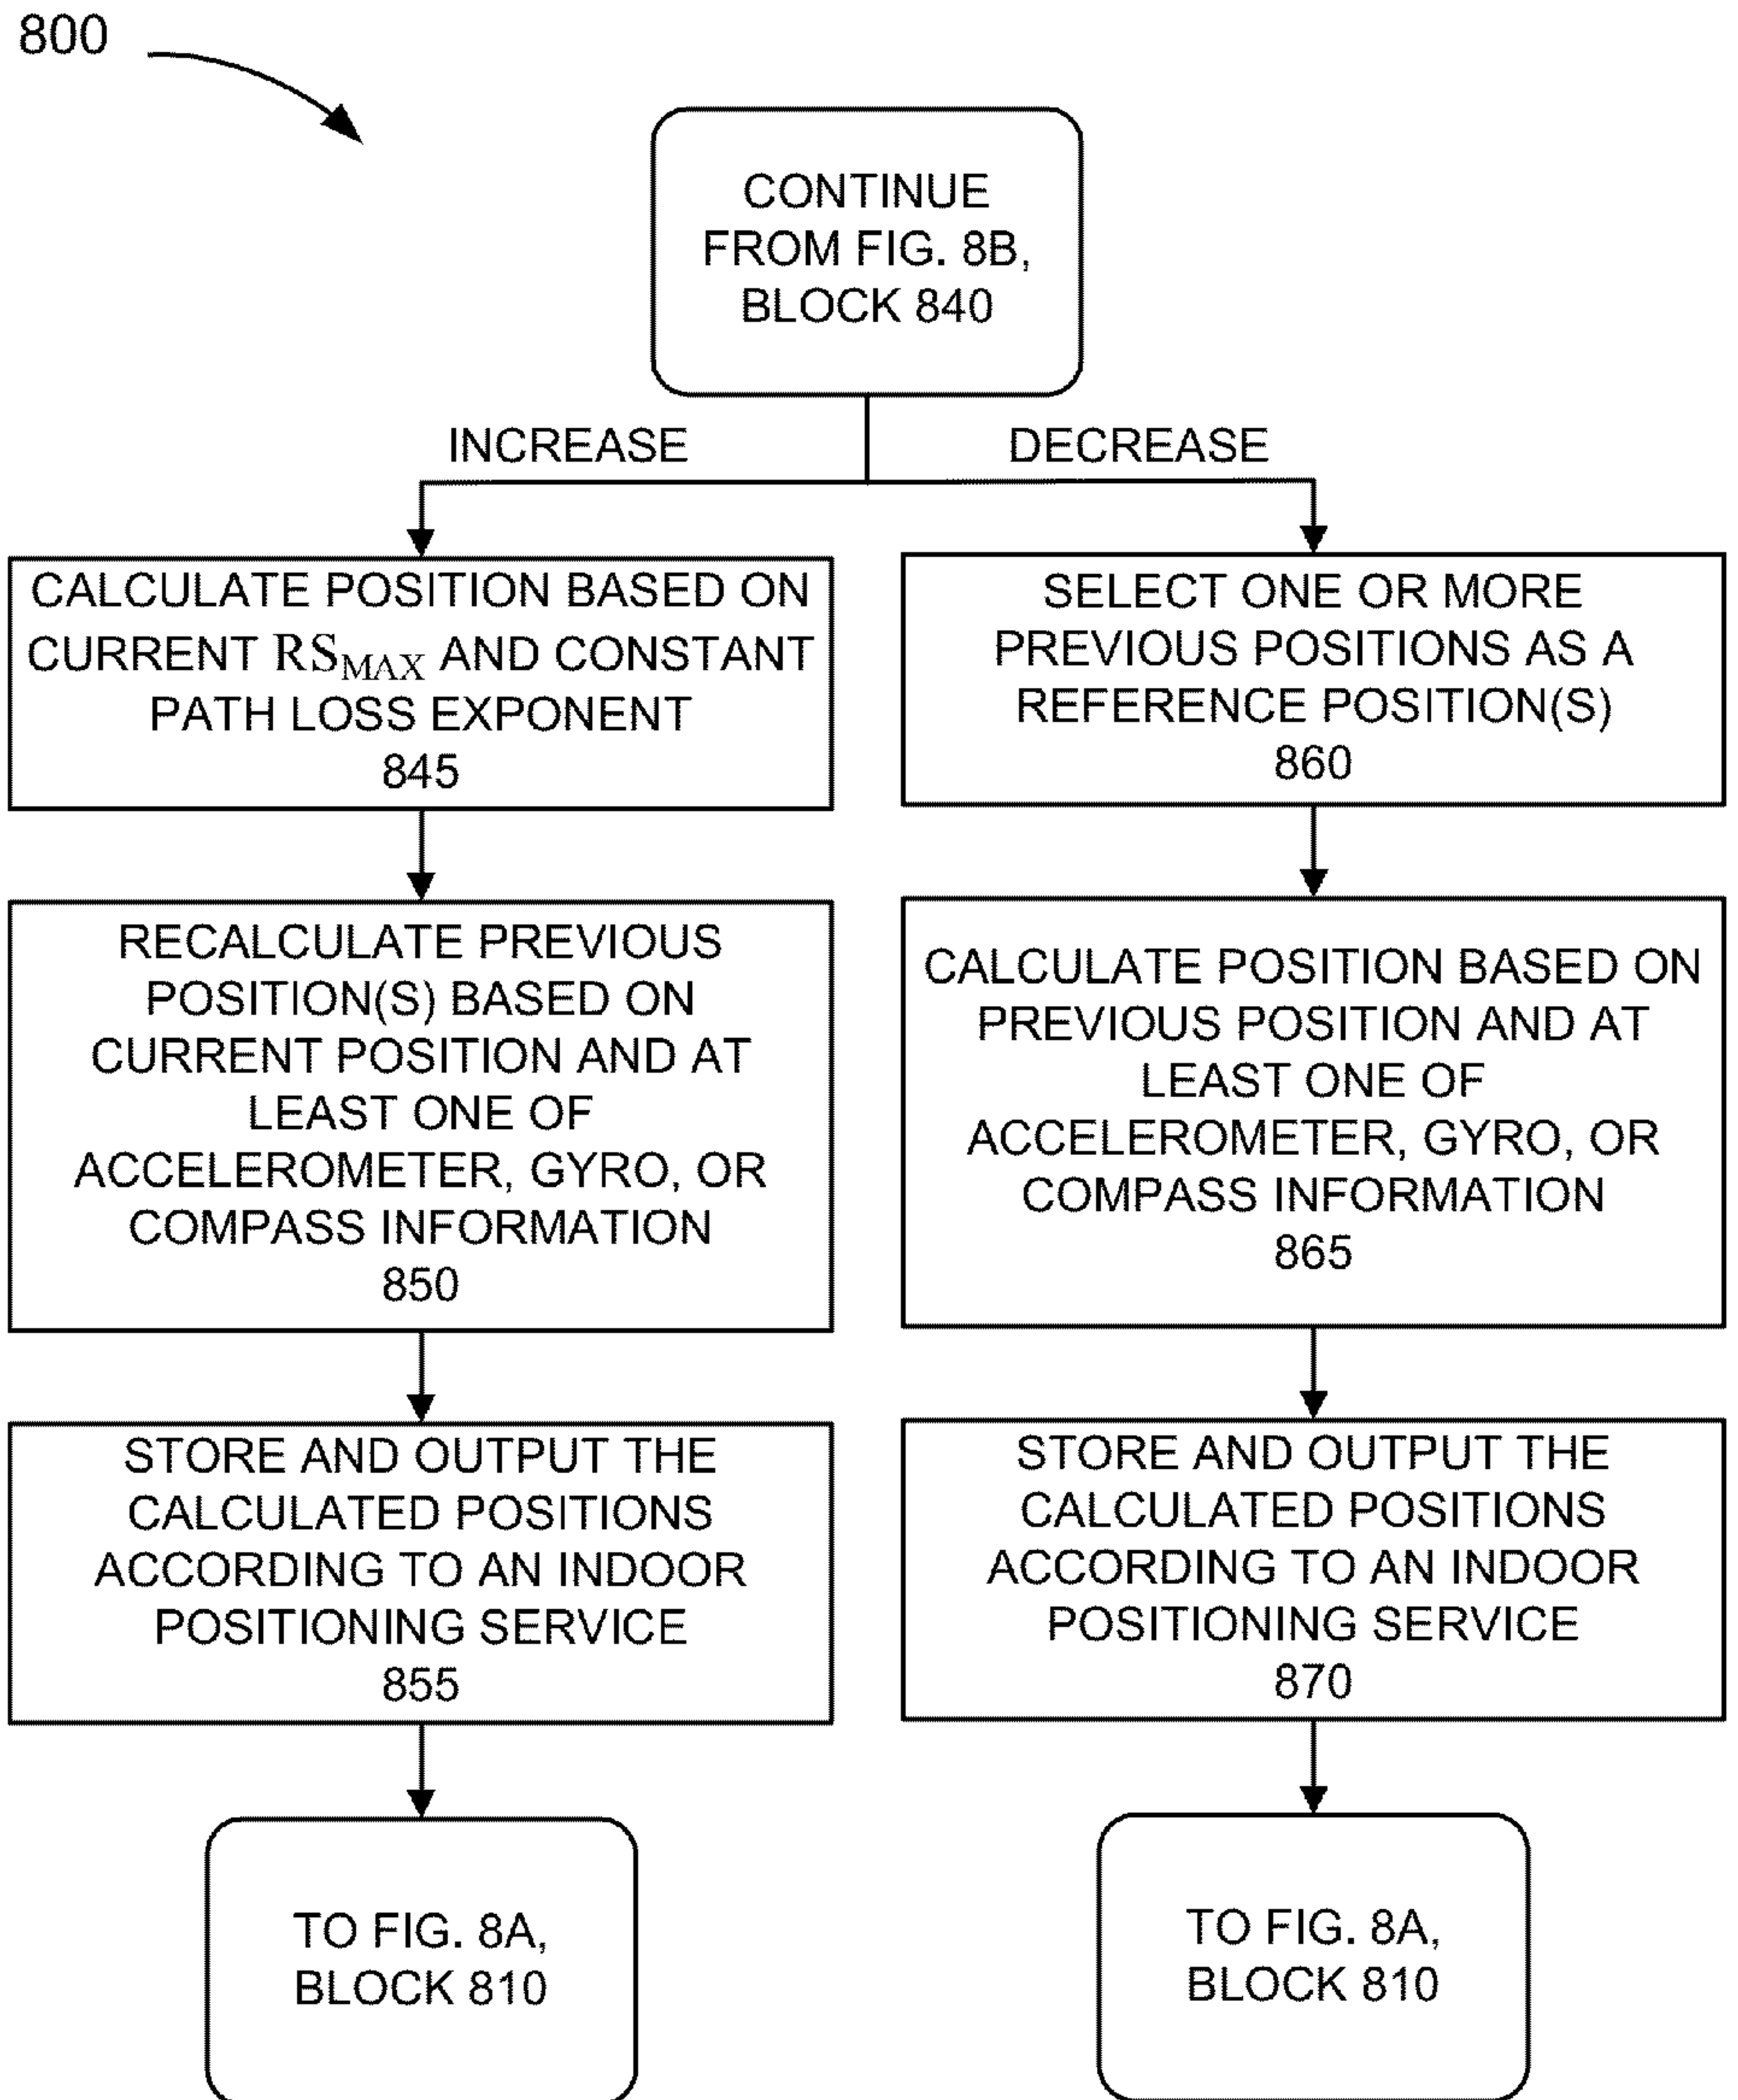 800
CONTINUE
FROM FIG. 8B,
BLOCK 840
INCREASE
DECREASE
CALCULATE POSITION BASED ON
CURRENT RS_MAX AND CONSTANT
PATH LOSS EXPONENT
845
SELECT ONE OR MORE
PREVIOUS POSITIONS AS A
REFERENCE POSITION(S)
860
RECALCULATE PREVIOUS
POSITION(S) BASED ON
CURRENT POSITION AND AT
LEAST ONE OF
ACCELEROMETER, GYRO, OR
COMPASS INFORMATION
850
CALCULATE POSITION BASED ON
PREVIOUS POSITION AND AT
LEAST ONE OF
ACCELEROMETER, GYRO, OR
COMPASS INFORMATION
865
STORE AND OUTPUT THE
CALCULATED POSITIONS
ACCORDING TO AN INDOOR
POSITIONING SERVICE
855
STORE AND OUTPUT THE
CALCULATED POSITIONS
ACCORDING TO AN INDOOR
POSITIONING SERVICE
870
TO FIG. 8A,
BLOCK 810
TO FIG. 8A,
BLOCK 810